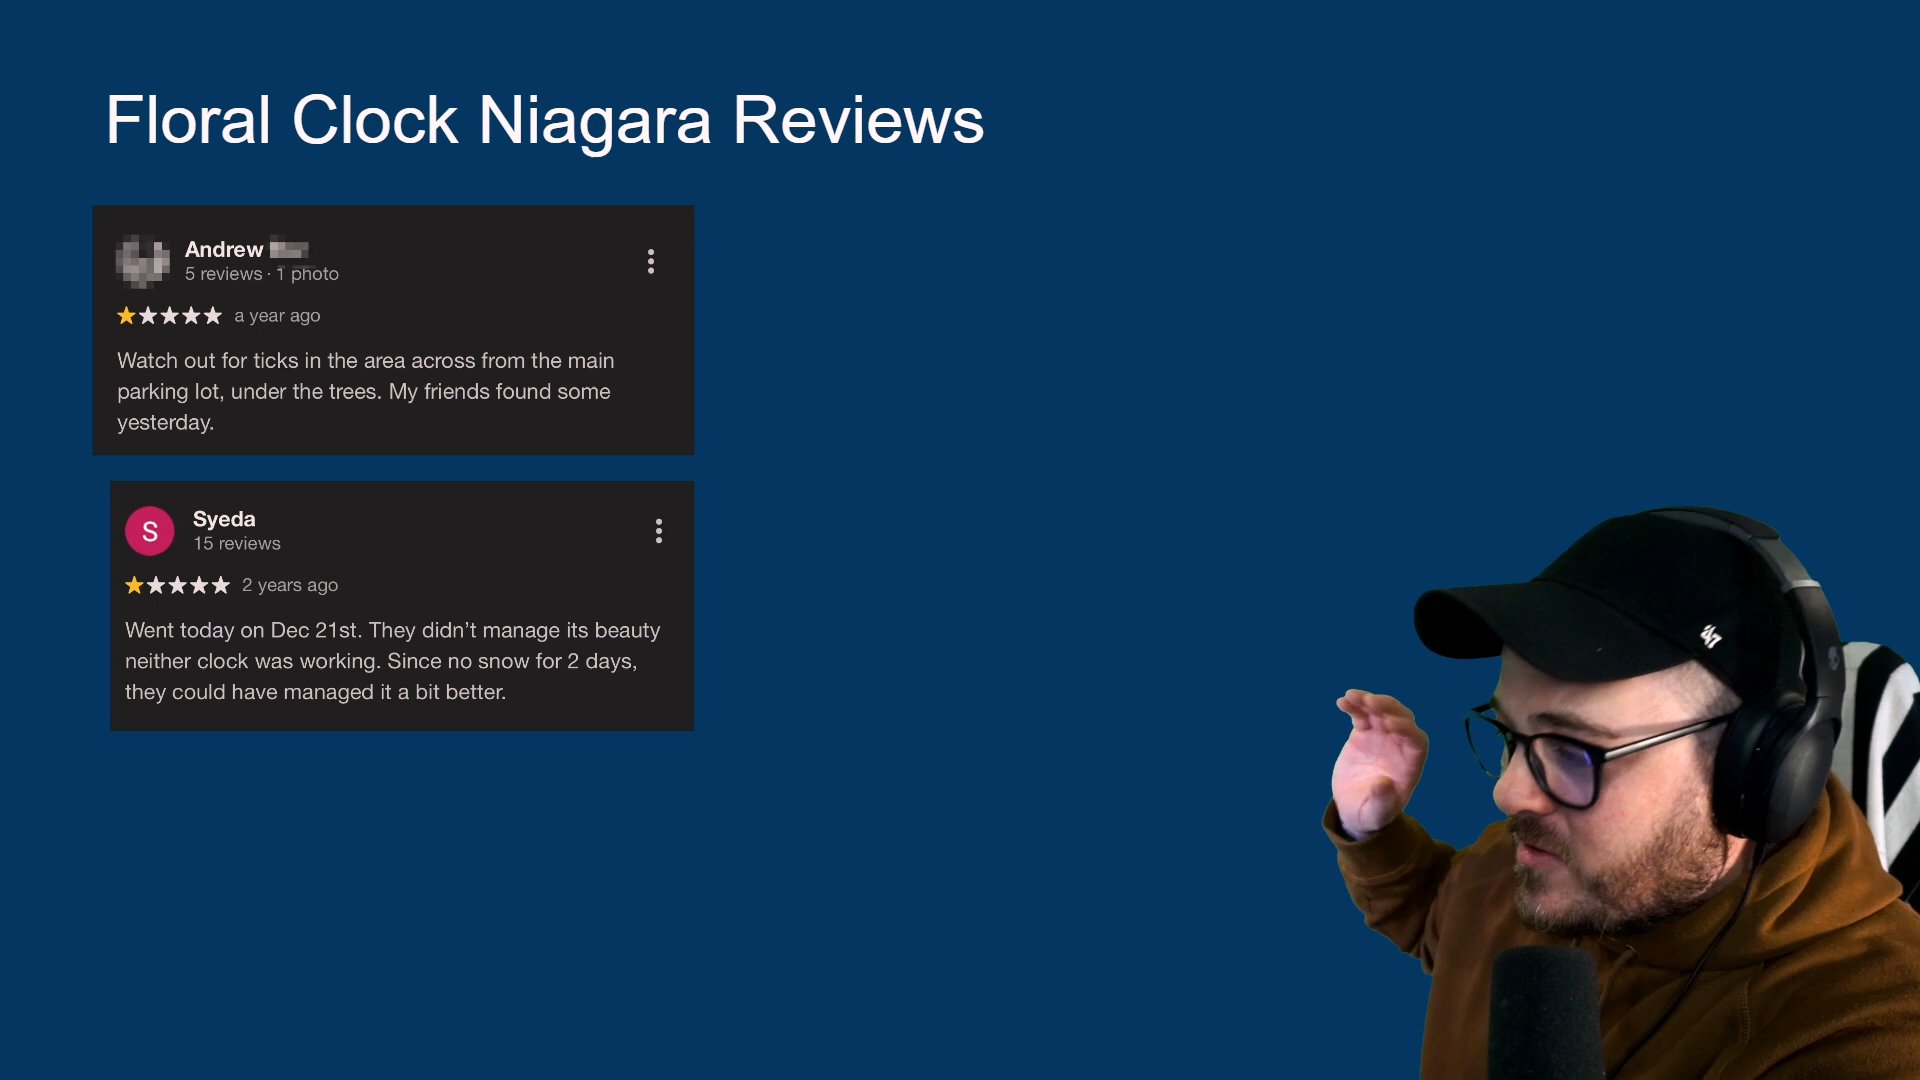 Floral Clock Niagara Reviews
Andrew
5 reviews · 1 photo
a year ago
Watch out for ticks in the area across from the main
parking lot, under the trees. My friends found some
yesterday.
S
Syeda
15 reviews
2 years ago
Went today on Dec 21st. They didn’t manage its beauty
neither clock was working. Since no snow for 2 days,
they could have managed it a bit better.
47